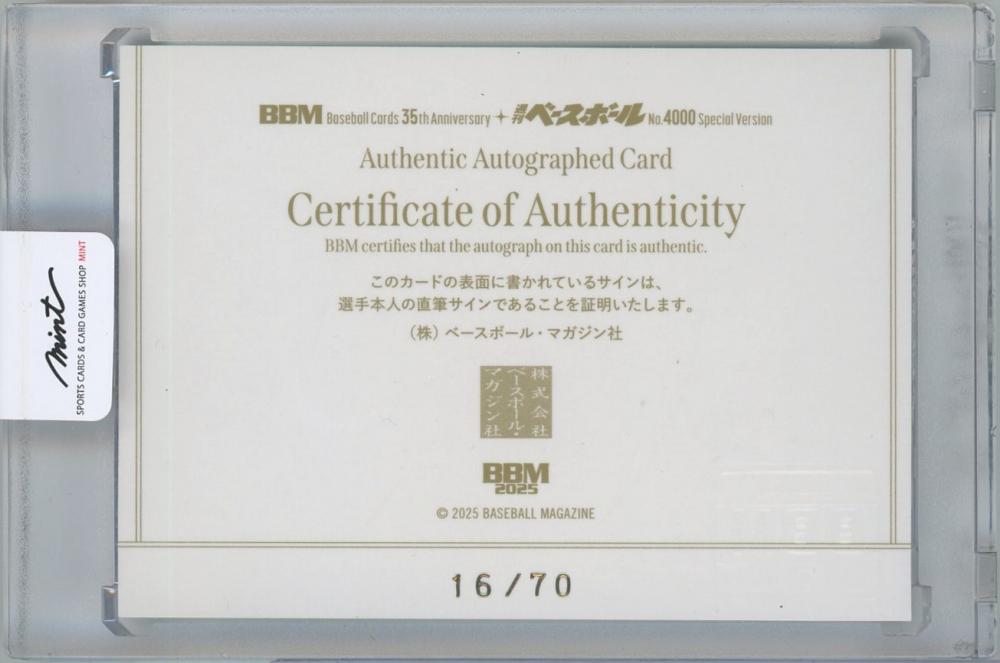 BBM Baseball Cards 35th Anniversary + 週刊ベースボール No.4000 Special Version
Authentic Autographed Card
Certificate of Authenticity
BBM certifies that the autograph on this card is authentic.
このカードの表面に書かれているサインは、
選手本人の直筆サインであることを証明いたします。
(株) ベースボール・マガジン社
株式会社
ベースボール・
マガジン社
BBM
2025
© 2025 BASEBALL MAGAZINE
16/70
mint
SPORTS CARDS & CARD GAMES SHOP MINT